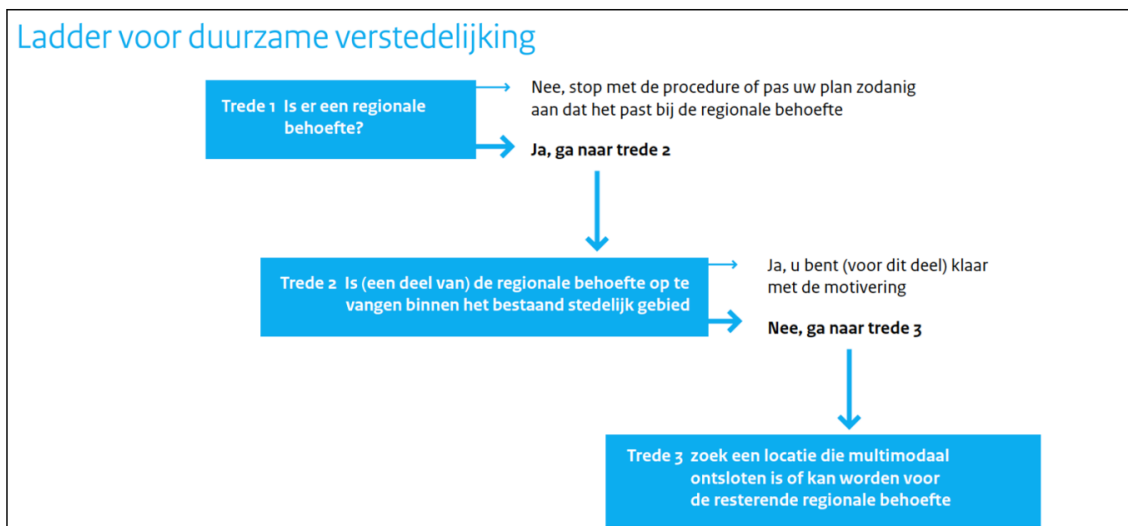 Ladder voor duurzame verstedelijking
Trede 1 Is er een regionale
behoefte?
Nee, stop met de procedure of pas uw plan zodanig
aan dat het past bij de regionale behoefte
Ja, ga naar trede 2
Trede 2 Is (een deel van) de regionale behoefte op te
vangen binnen het bestaand stedelijk gebied
Ja, u bent (voor dit deel) klaar
met de motivering
Nee, ga naar trede 3
Trede 3 zoek een locatie die multimodaal
ontsloten is of kan worden voor
de resterende regionale behoefte